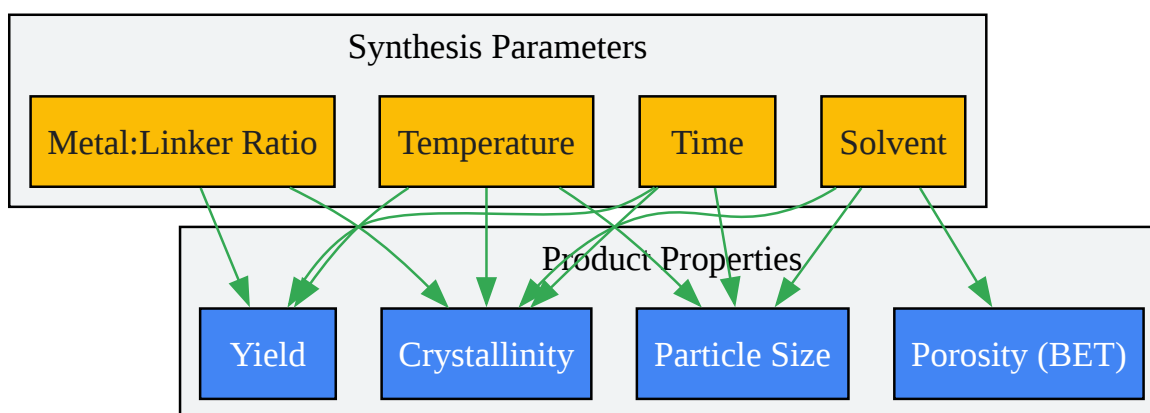 Synthesis Parameters
Metal:Linker Ratio
Temperature
Time
Solvent
Product Properties
Yield
Crystallinity
Particle Size
Porosity (BET)